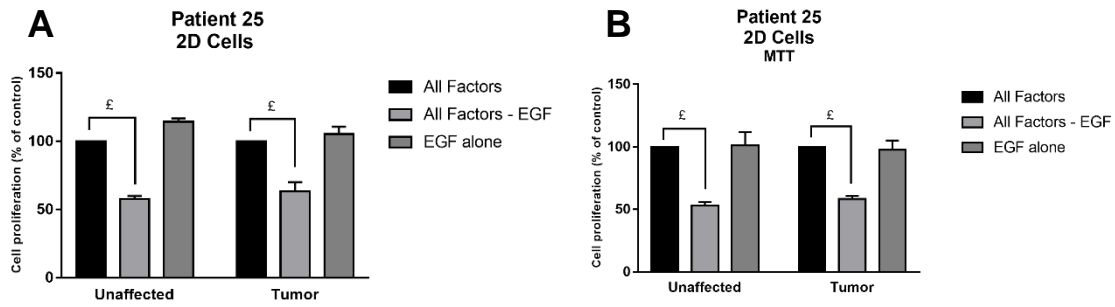 A
Patient 25
2D Cells
Cell proliferation (% of control)
150
100
50
0
£
£
Unaffected
Tumor
All Factors
All Factors - EGF
EGF alone
B
Patient 25
2D Cells
MTT
Cell proliferation (% of control)
150
100
50
0
£
£
Unaffected
Tumor
All Factors
All Factors - EGF
EGF alone